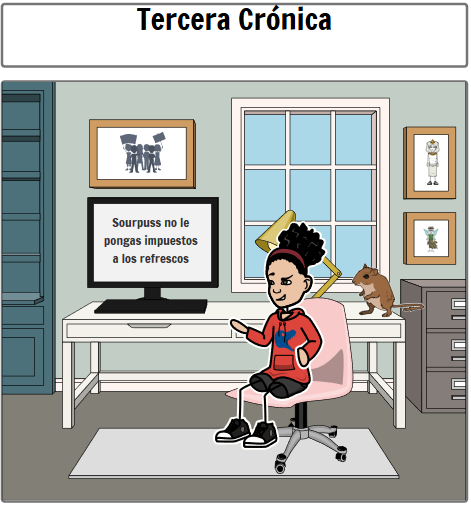 Tercera Crónica
Sourpuss no le
pongas impuestos
a los refrescos